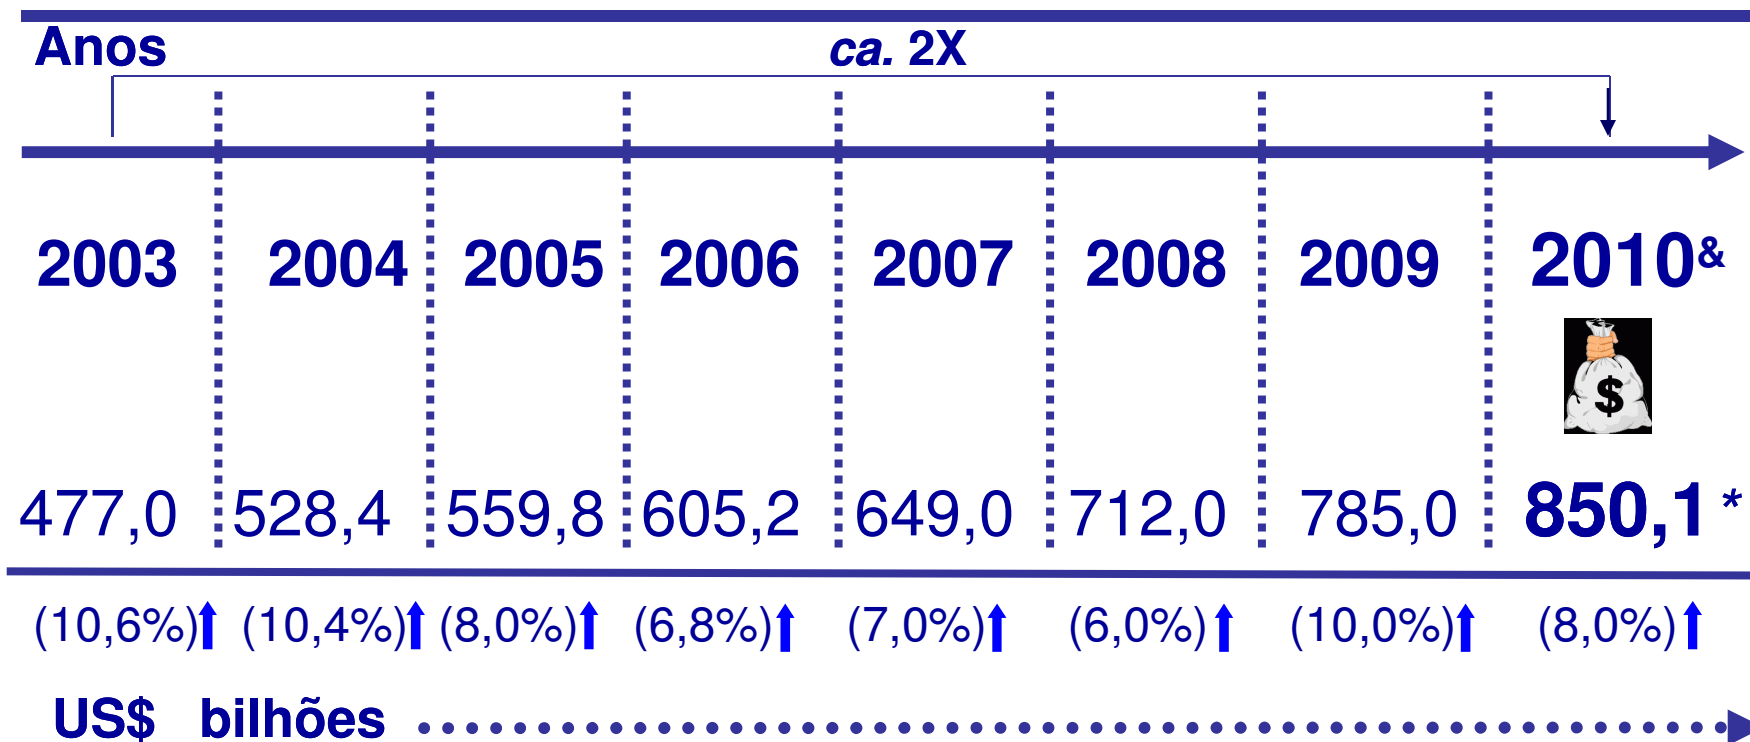 Anos
ca. 2X
2003 2004 2005 2006 2007 2008 2009 2010&
$
477,0 528,4 559,8 605,2 649,0 712,0 785,0 850,1 *
(10,6%) (10,4%) (8,0%) (6,8%) (7,0%) (6,0%) (10,0%) (8,0%)
US$ bilhões